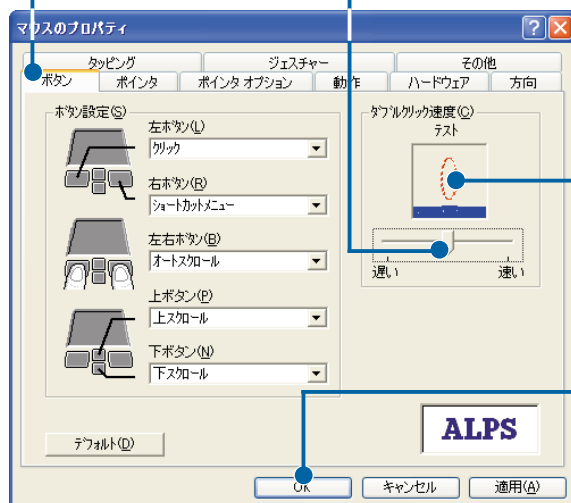 マウスのプロパティ
タッピング ジェスチャー その他
ボタン ポインタ ポインタ オプション 動作 ハードウェア 方向
ボタン設定(S)
左ボタン(L)
クリック
右ボタン(R)
ショートカットメニュー
左右ボタン(B)
オートスクロール
上ボタン(P)
上スクロール
下ボタン(N)
下スクロール
デフォルト(D)
ダブルクリック速度(C)
テスト
遅い 速い
ALPS
OK キャンセル 適用(A)